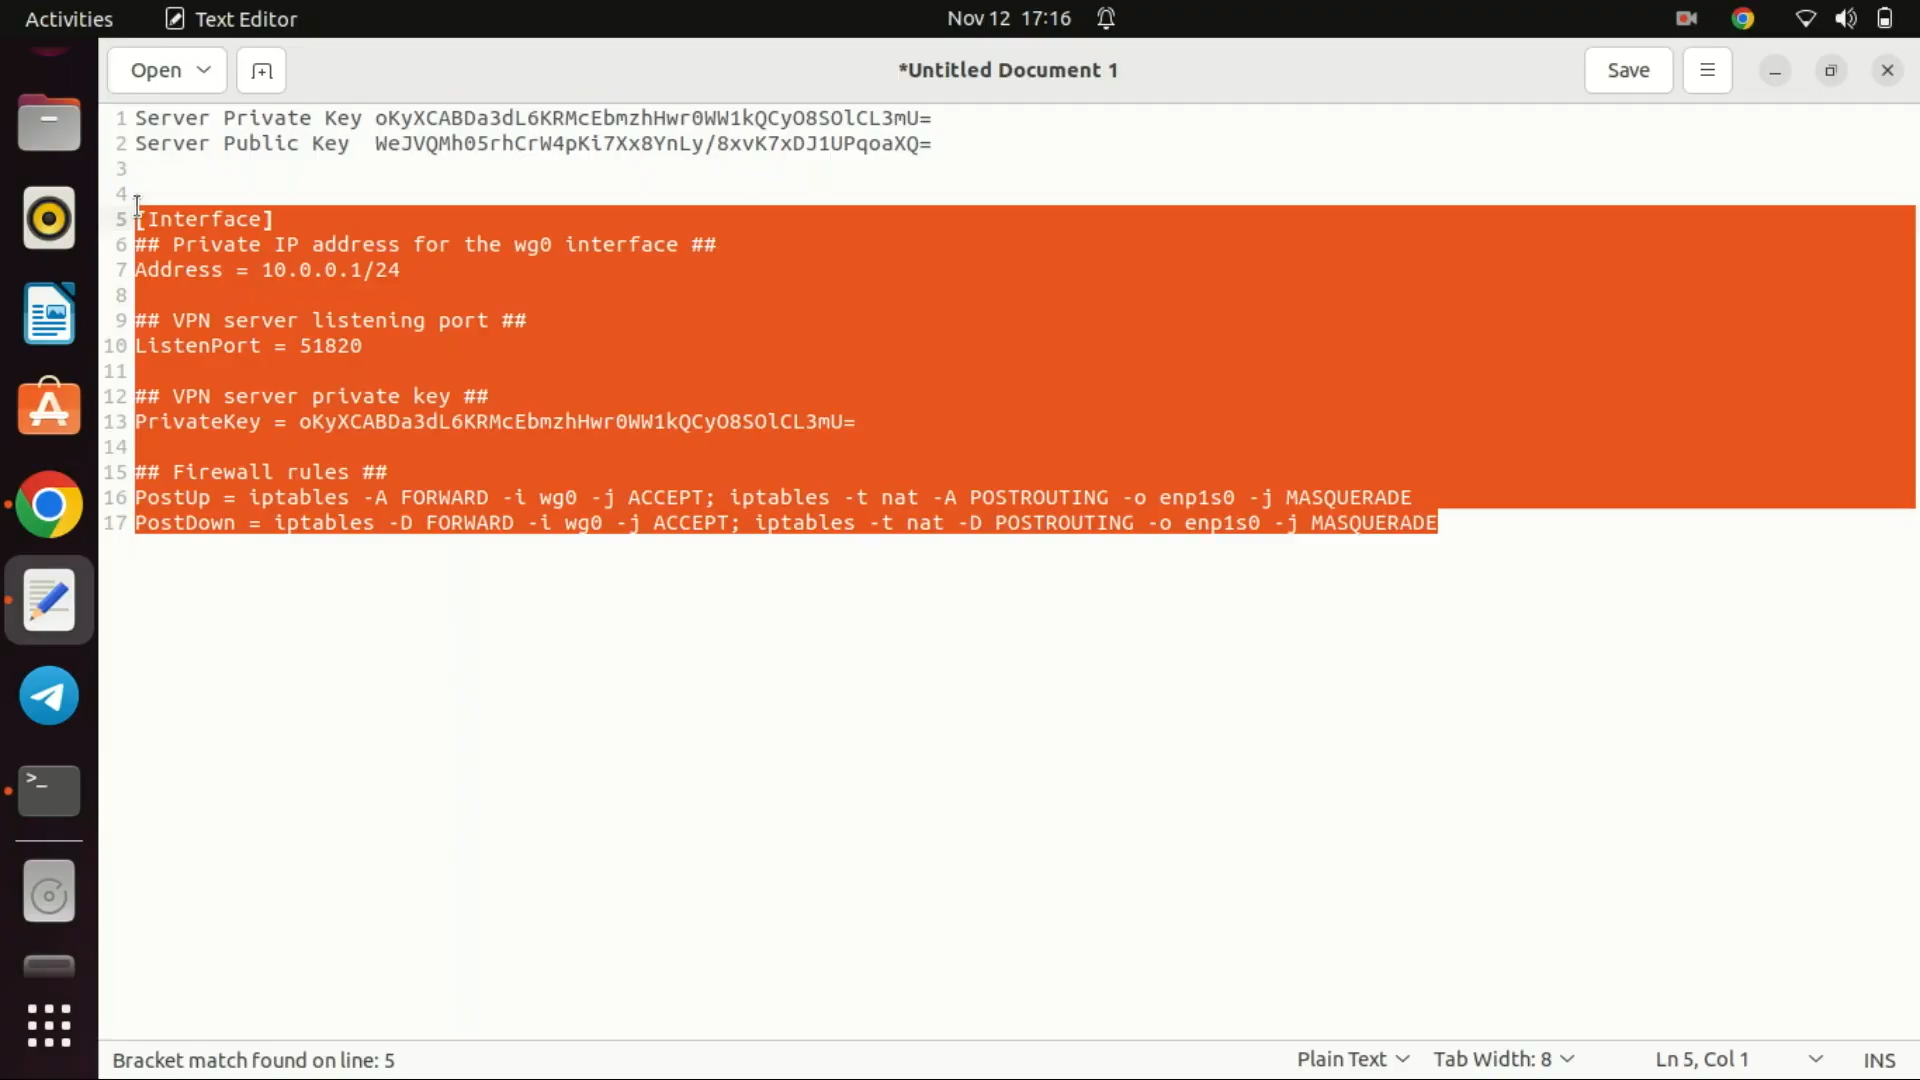 Activities Text Editor Nov 12 17:16
Open *Untitled Document 1 Save
1 Server Private Key oKyXCABDa3dL6KRMcEbmzhHwr0WW1kQCyO8SOlCL3mU=
2 Server Public Key WeJVQMh05rhCrW4pKi7Xx8YnLy/8xvK7xDJ1UPqoaXQ=
3
4
5 [Interface]
6 ## Private IP address for the wg0 interface ##
7 Address = 10.0.0.1/24
8
9 ## VPN server listening port ##
10 ListenPort = 51820
11
12 ## VPN server private key ##
13 PrivateKey = oKyXCABDa3dL6KRMcEbmzhHwr0WW1kQCyO8SOlCL3mU=
14
15 ## Firewall rules ##
16 PostUp = iptables -A FORWARD -i wg0 -j ACCEPT; iptables -t nat -A POSTROUTING -o enp1s0 -j MASQUERADE
17 PostDown = iptables -D FORWARD -i wg0 -j ACCEPT; iptables -t nat -D POSTROUTING -o enp1s0 -j MASQUERADE
Bracket match found on line: 5 Plain Text Tab Width: 8 Ln 5, Col 1 INS